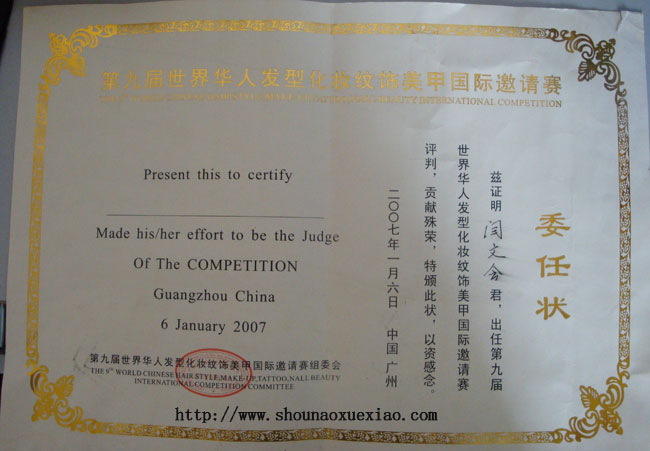 第九届世界华人发型化妆纹饰美甲国际邀请赛
BEAUTY INTERNATIONAL COMPETITION
委任状
兹证明 闫文 君，出任第九届
世界华人发型化妆纹饰美甲国际邀请赛
评判，贡献殊荣，特颁此状，以资感念。
二〇〇七年一月六日 中国 广州
Present this to certify
Made his/her effort to be the Judge
Of The COMPETITION
Guangzhou China
6 January 2007
第九届世界华人发型化妆纹饰美甲国际邀请赛组委会
THE 9TH WORLD CHINESE HAIR STYLE,MAKE-UP,TATTOO,NALL BEAUTY
INTERNATIONAL COMPETITION COMMITTEE
http://www.shounaoxuexiao.com